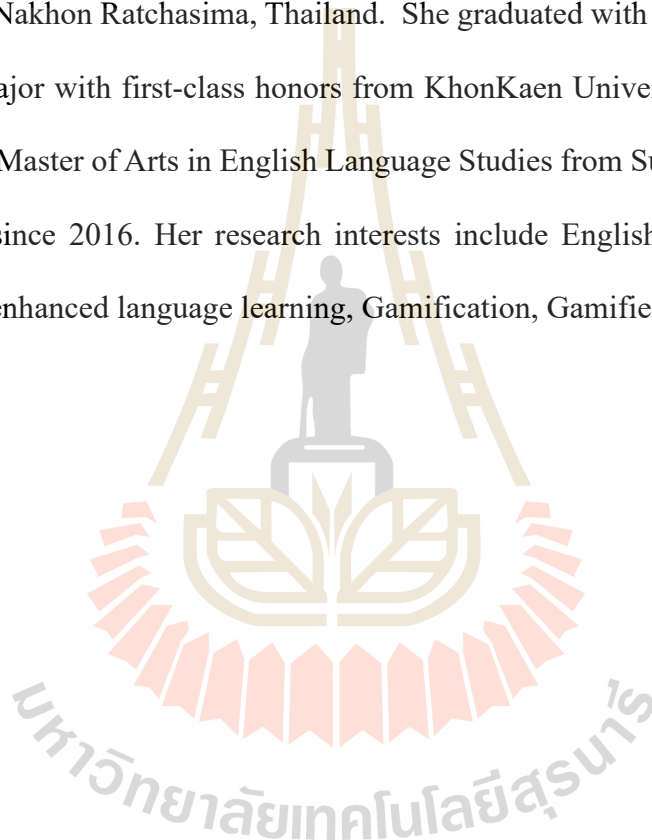 Nakhon Ratchasima, Thailand. She graduated with
ajor with first-class honors from KhonKaen Unive
Master of Arts in English Language Studies from Su
since 2016. Her research interests include English
enhanced language learning, Gamification, Gamifie
มหาวิทยาลัยเทคโนโลยีสุรนารี